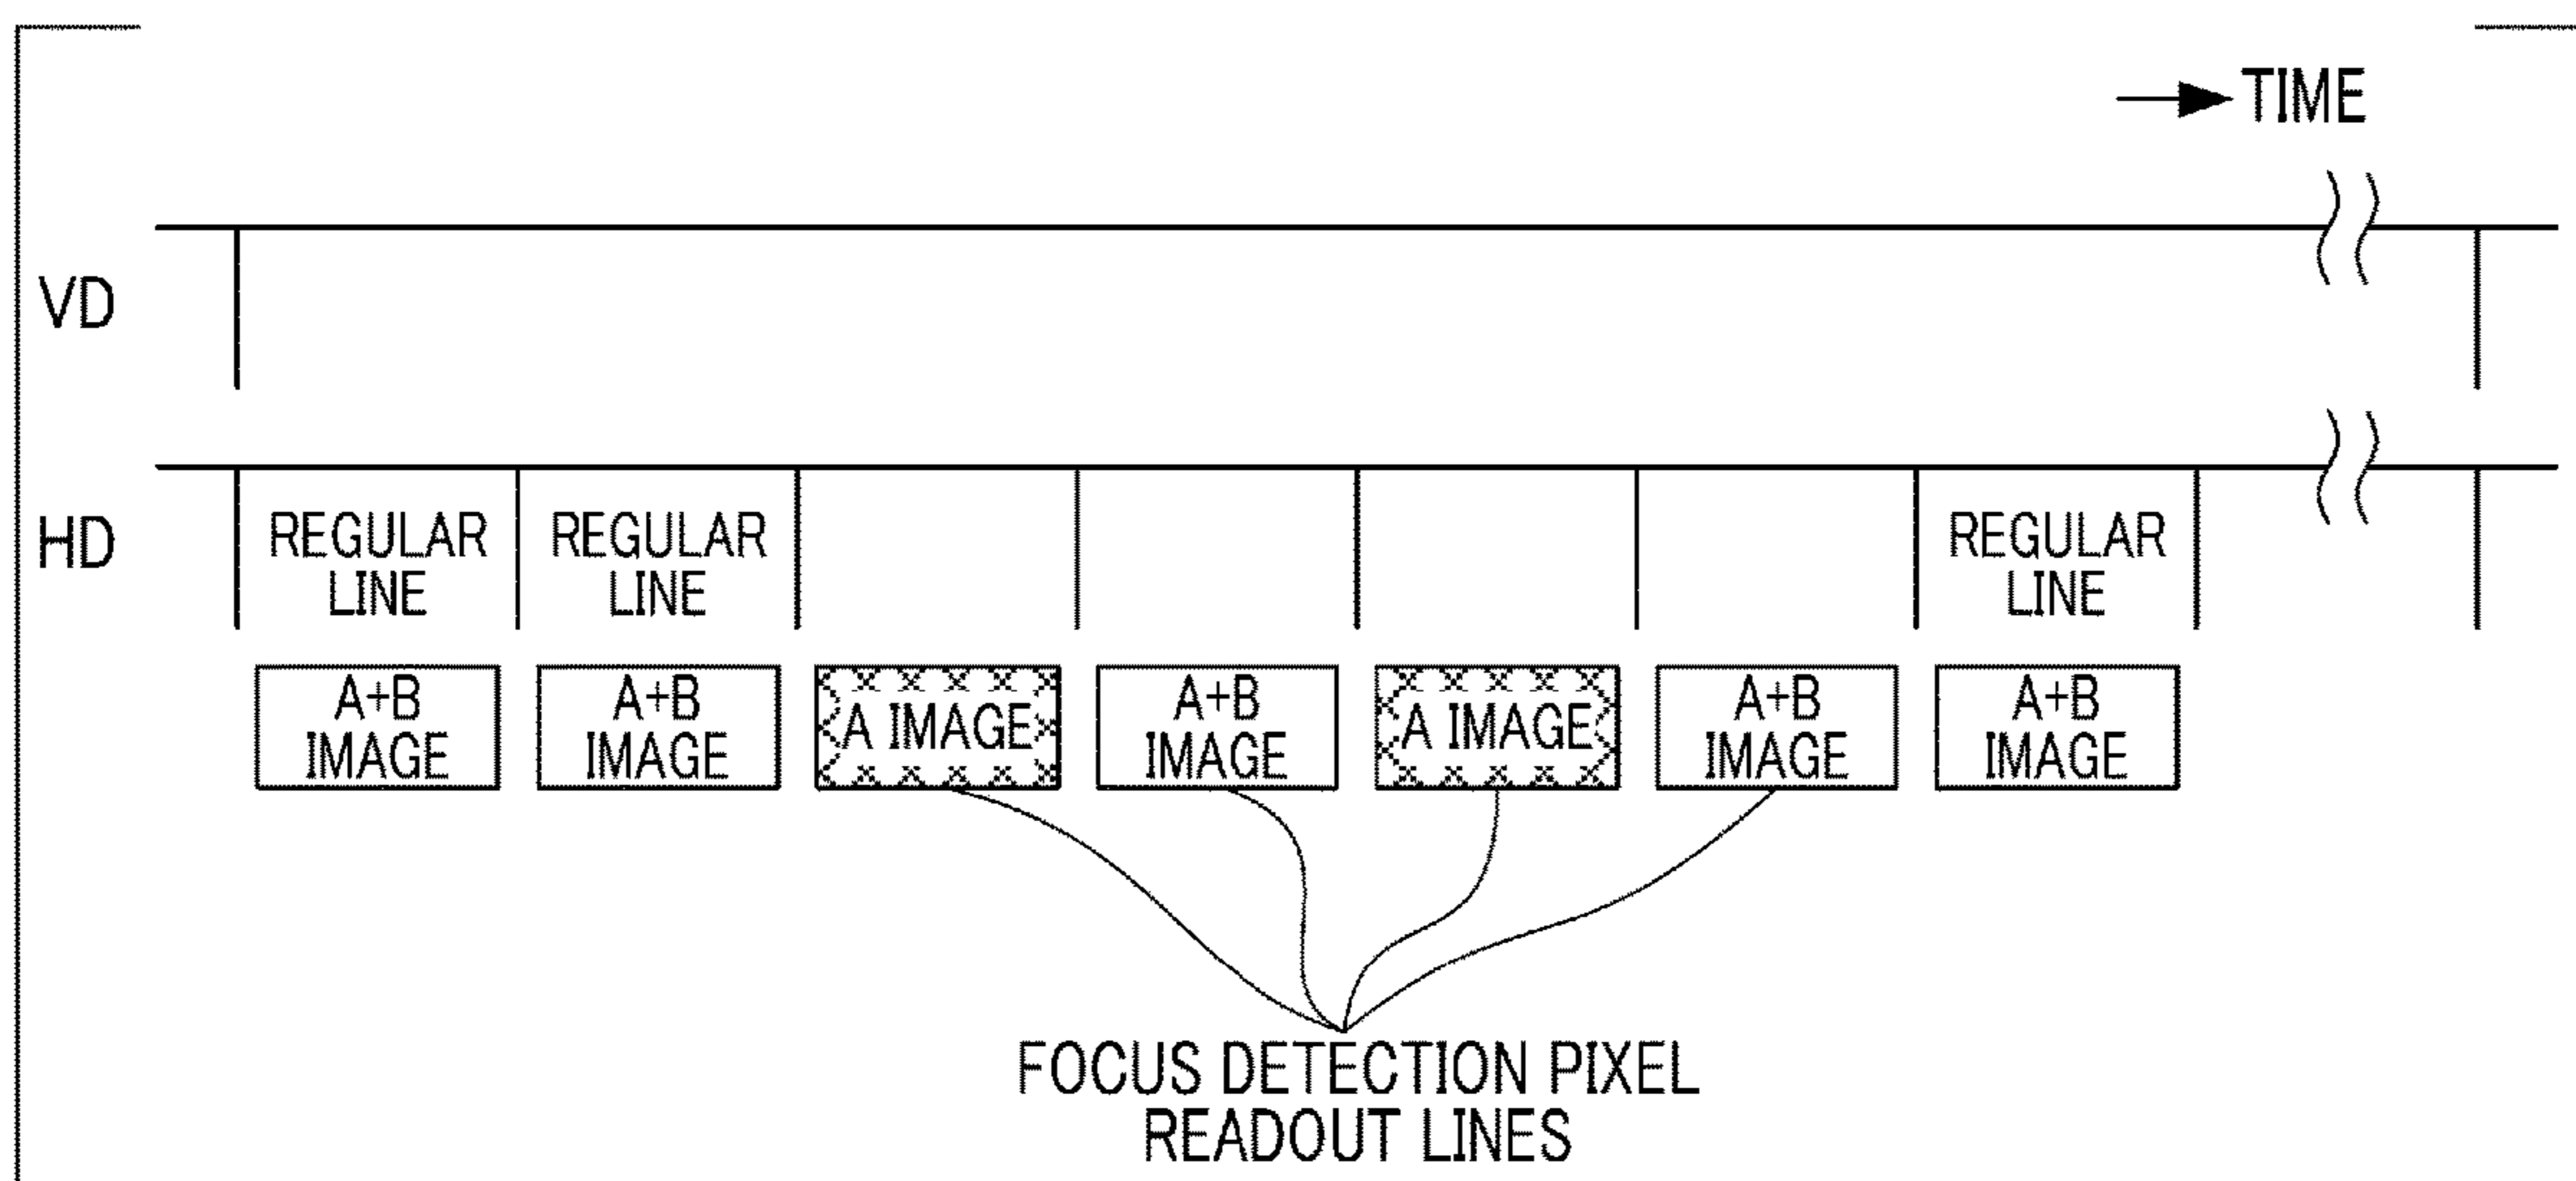 TIME
VD
HD
REGULAR
LINE
REGULAR
LINE
REGULAR
LINE
A+B
IMAGE
A+B
IMAGE
A IMAGE
A+B
IMAGE
A IMAGE
A+B
IMAGE
A+B
IMAGE
FOCUS DETECTION PIXEL
READOUT LINES